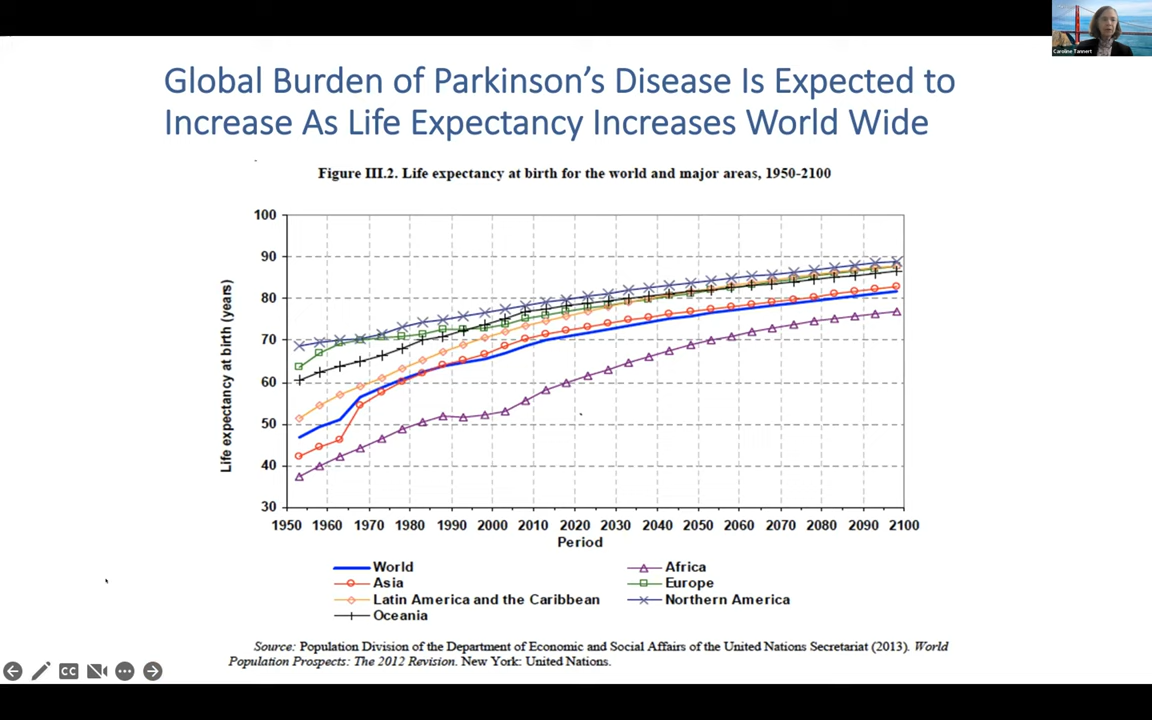 Caroline Tanner
Global Burden of Parkinson's Disease Is Expected to
Increase As Life Expectancy Increases World Wide
Figure III.2. Life expectancy at birth for the world and major areas, 1950-2100
Life expectancy at birth (years)
100
90
80
70
60
50
40
30
1950 1960 1970 1980 1990 2000 2010 2020 2030 2040 2050 2060 2070 2080 2090 2100
Period
World
Africa
Asia
Europe
Latin America and the Caribbean
Northern America
Oceania
Source: Population Division of the Department of Economic and Social Affairs of the United Nations Secretariat (2013). World
Population Prospects: The 2012 Revision. New York: United Nations.
CC